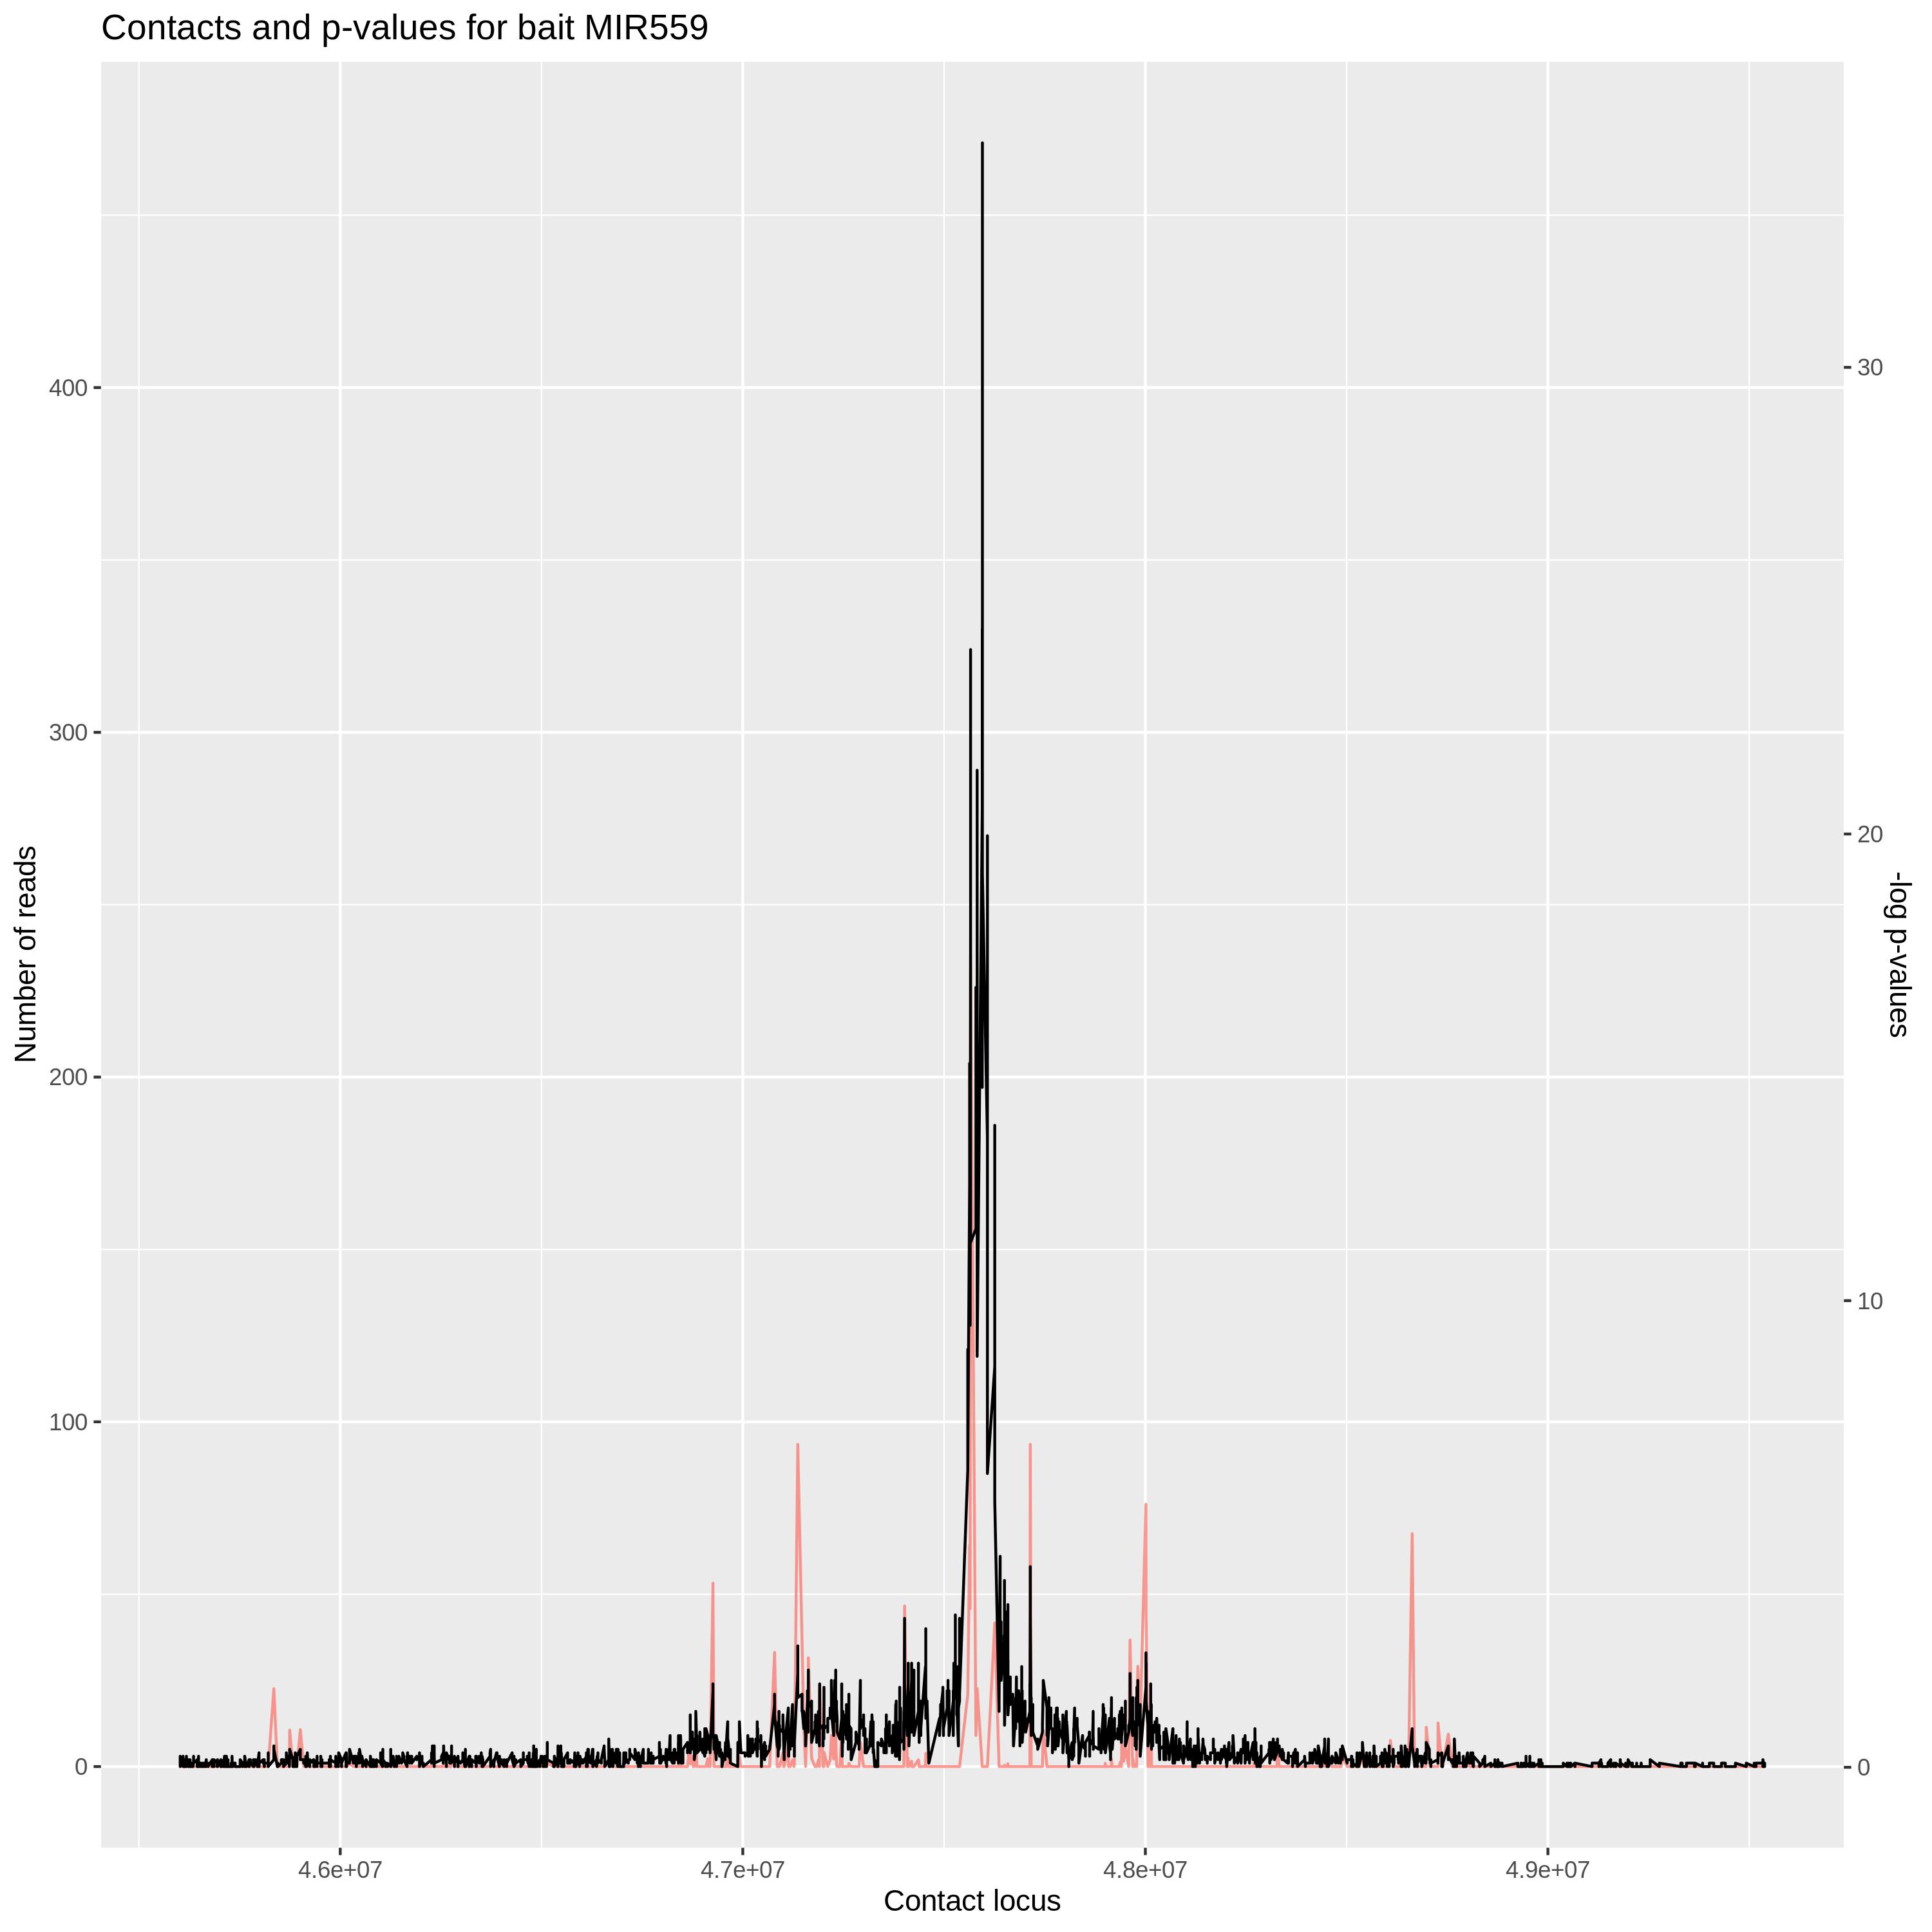 Contacts and p-values for bait MIR559
400
300
200
100
0
Number of reads
30
20
10
0
-log p-values
4.6e+07
4.7e+07
4.8e+07
4.9e+07
Contact locus